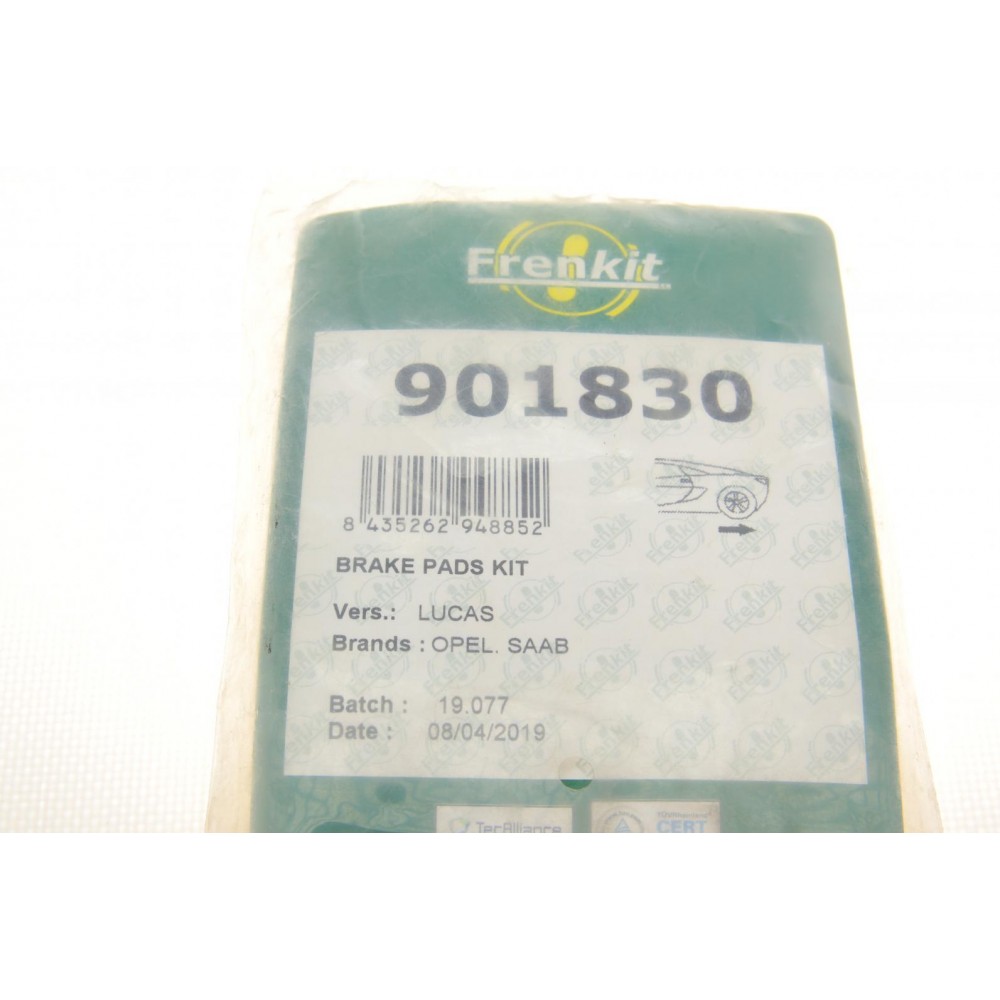 Frenkit
901830
8 435262 948852
BRAKE PADS KIT
Vers.: LUCAS
Brands : OPEL. SAAB
Batch : 19.077
Date : 08/04/2019
TecAlliance
CERT